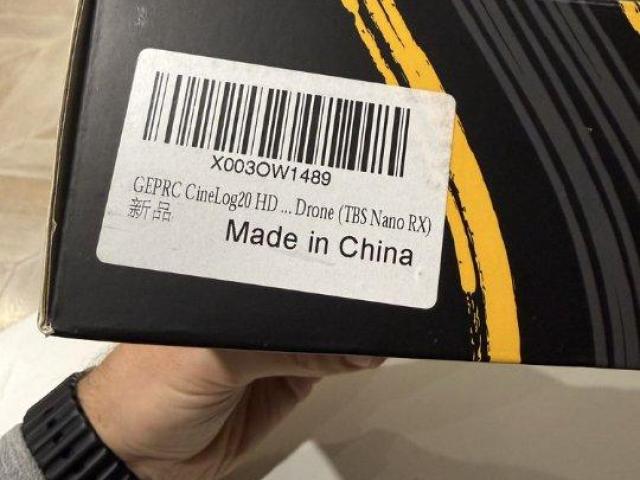 X003OW1489
GEPRC CineLog20 HD ... Drone (TBS Nano RX)
新品
Made in China